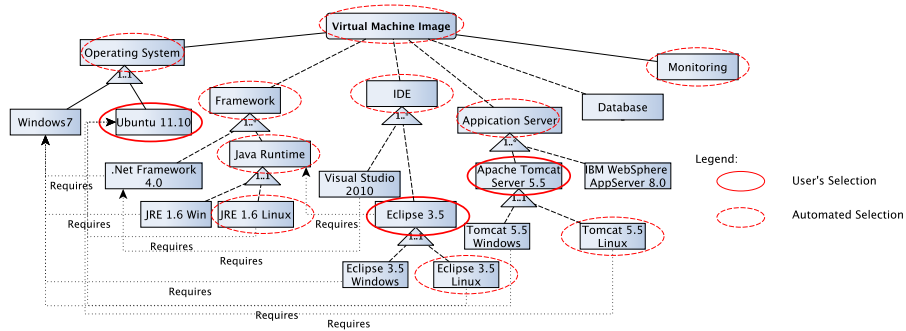 Virtual Machine Image
Operating System
Monitoring
1..1
Framework
IDE
Windows7
Ubuntu 11.10
Appication Server
Database
1..*
1..*
1..*
Java Runtime
.Net Framework
4.0
Visual Studio
2010
Apache Tomcat
Server 5.5
IBM WebSphere
AppServer 8.0
Legend:
User's Selection
Automated Selection
Requires
1..1
1..1
JRE 1.6 Win
JRE 1.6 Linux
Eclipse 3.5
Requires
Requires
Tomcat 5.5
Windows
Tomcat 5.5
Linux
1..1
Requires
Requires
Eclipse 3.5
Windows
Eclipse 3.5
Linux
Requires
Requires
Requires